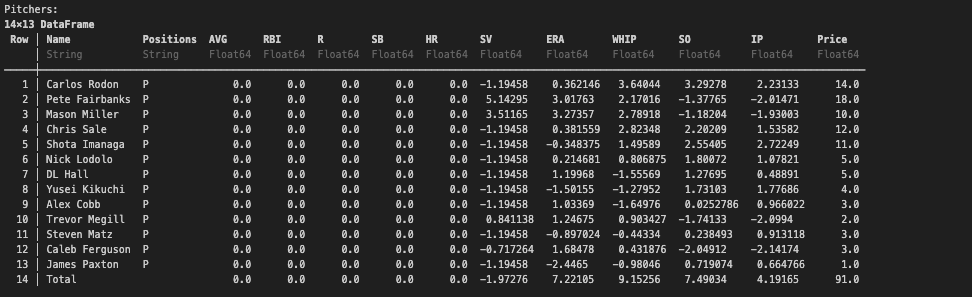 Pitchers:
14×13 DataFrame
Row │ Name Positions AVG RBI R SB HR SV ERA WHIP SO IP Price
│ String String Float64 Float64 Float64 Float64 Float64 Float64 Float64 Float64 Float64 Float64 Float64
1 │ Carlos Rodon P 0.0 0.0 0.0 0.0 0.0 -1.19458 0.362146 3.64044 3.29278 2.23133 14.0
2 │ Pete Fairbanks P 0.0 0.0 0.0 0.0 0.0 5.14295 3.01763 2.17016 -1.37765 -2.01471 18.0
3 │ Mason Miller P 0.0 0.0 0.0 0.0 0.0 3.51165 3.27357 2.78918 -1.18204 -1.93003 10.0
4 │ Chris Sale P 0.0 0.0 0.0 0.0 0.0 -1.19458 0.381559 2.82348 2.20209 1.53582 12.0
5 │ Shota Imanaga P 0.0 0.0 0.0 0.0 0.0 -1.19458 -0.348375 1.49589 2.55405 2.72249 11.0
6 │ Nick Lodolo P 0.0 0.0 0.0 0.0 0.0 -1.19458 0.214681 0.806875 1.80072 1.07821 5.0
7 │ DL Hall P 0.0 0.0 0.0 0.0 0.0 -1.19458 1.19968 -1.55569 1.27695 0.48891 5.0
8 │ Yusei Kikuchi P 0.0 0.0 0.0 0.0 0.0 -1.19458 -1.50155 -1.27952 1.73103 1.77686 4.0
9 │ Alex Cobb P 0.0 0.0 0.0 0.0 0.0 -1.19458 1.03369 -1.64976 0.0252786 0.966022 3.0
10 │ Trevor Megill P 0.0 0.0 0.0 0.0 0.0 0.841138 1.24675 0.903427 -1.74133 -2.0994 2.0
11 │ Steven Matz P 0.0 0.0 0.0 0.0 0.0 -1.19458 -0.897024 -0.44334 0.238493 0.913118 3.0
12 │ Caleb Ferguson P 0.0 0.0 0.0 0.0 0.0 -0.717264 1.68478 0.431876 -2.04912 -2.14174 3.0
13 │ James Paxton P 0.0 0.0 0.0 0.0 0.0 -1.19458 -2.4465 -0.98046 0.719074 0.664766 1.0
14 │ Total 0.0 0.0 0.0 0.0 0.0 -1.97276 7.22105 9.15256 7.49034 4.19165 91.0